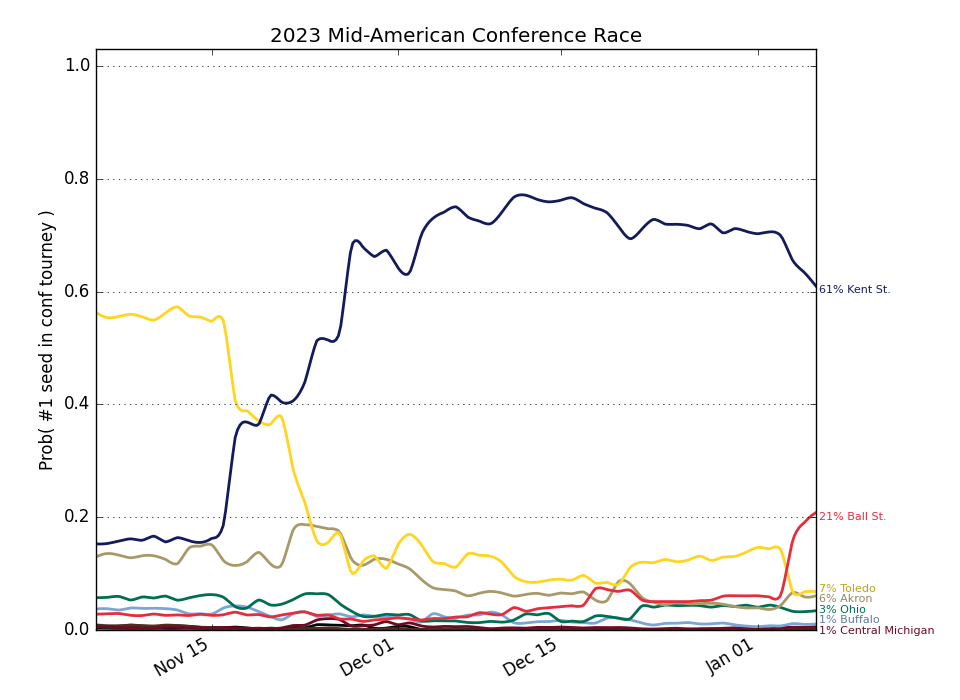 2023 Mid-American Conference Race
Prob( #1 seed in conf tourney )
1.0
0.8
0.6
0.4
0.2
0.0
Nov 15
Dec 01
Dec 15
Jan 01
61% Kent St.
21% Ball St.
7% Toledo
6% Akron
3% Ohio
1% Buffalo
1% Central Michigan